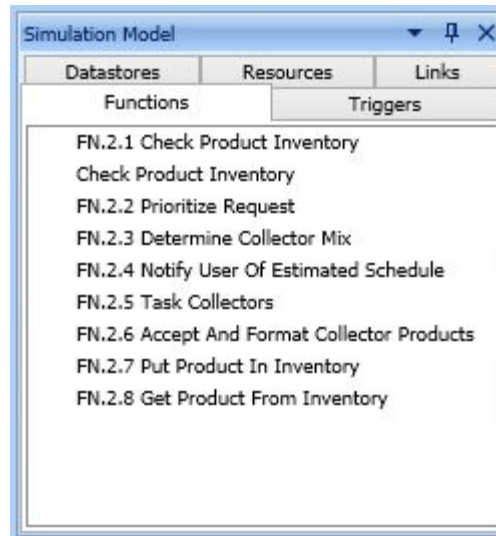 Simulation Model
Datastores Resources Links
Functions Triggers
FN.2.1 Check Product Inventory
Check Product Inventory
FN.2.2 Prioritize Request
FN.2.3 Determine Collector Mix
FN.2.4 Notify User Of Estimated Schedule
FN.2.5 Task Collectors
FN.2.6 Accept And Format Collector Products
FN.2.7 Put Product In Inventory
FN.2.8 Get Product From Inventory